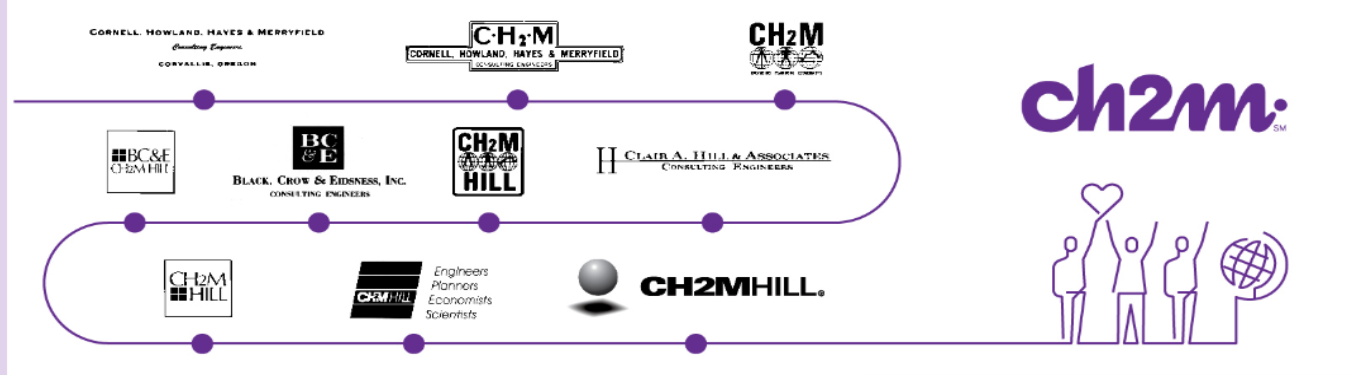 CORNELL, HOWLAND, HAYES & MERRYFIELD
Consulting Engineers
CORVALLIS, OREGON
C·H₂·M
CORNELL, HOWLAND, HAYES & MERRYFIELD
CONSULTING ENGINEERS
CH2M
ch2m:
SM
H CLAIR A. HILL & ASSOCIATES
CONSULTING ENGINEERS
CH2M
HILL
BC
&E
BLACK, CROW & EIDSNESS, INC.
CONSULTING ENGINEERS
BC&E
CH2M HILL
CH2M
HILL
CH2M HILL
Engineers
Planners
Economists
Scientists
CH2MHILL®